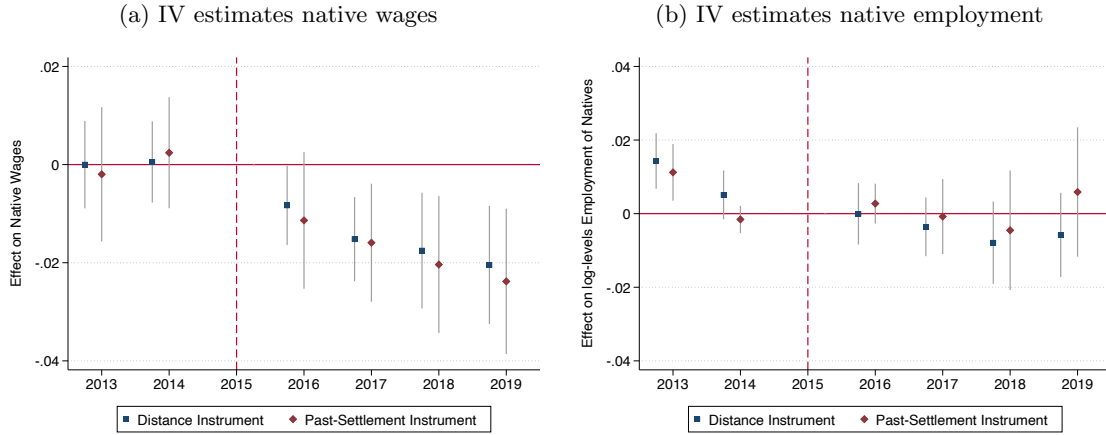 (a) IV estimates native wages
Effect on Native Wages
.02
0
-.02
-.04
2013 2014 2015 2016 2017 2018 2019
Distance Instrument Past-Settlement Instrument
(b) IV estimates native employment
Effect on log-levels Employment of Natives
.04
.02
0
-.02
-.04
2013 2014 2015 2016 2017 2018 2019
Distance Instrument Past-Settlement Instrument